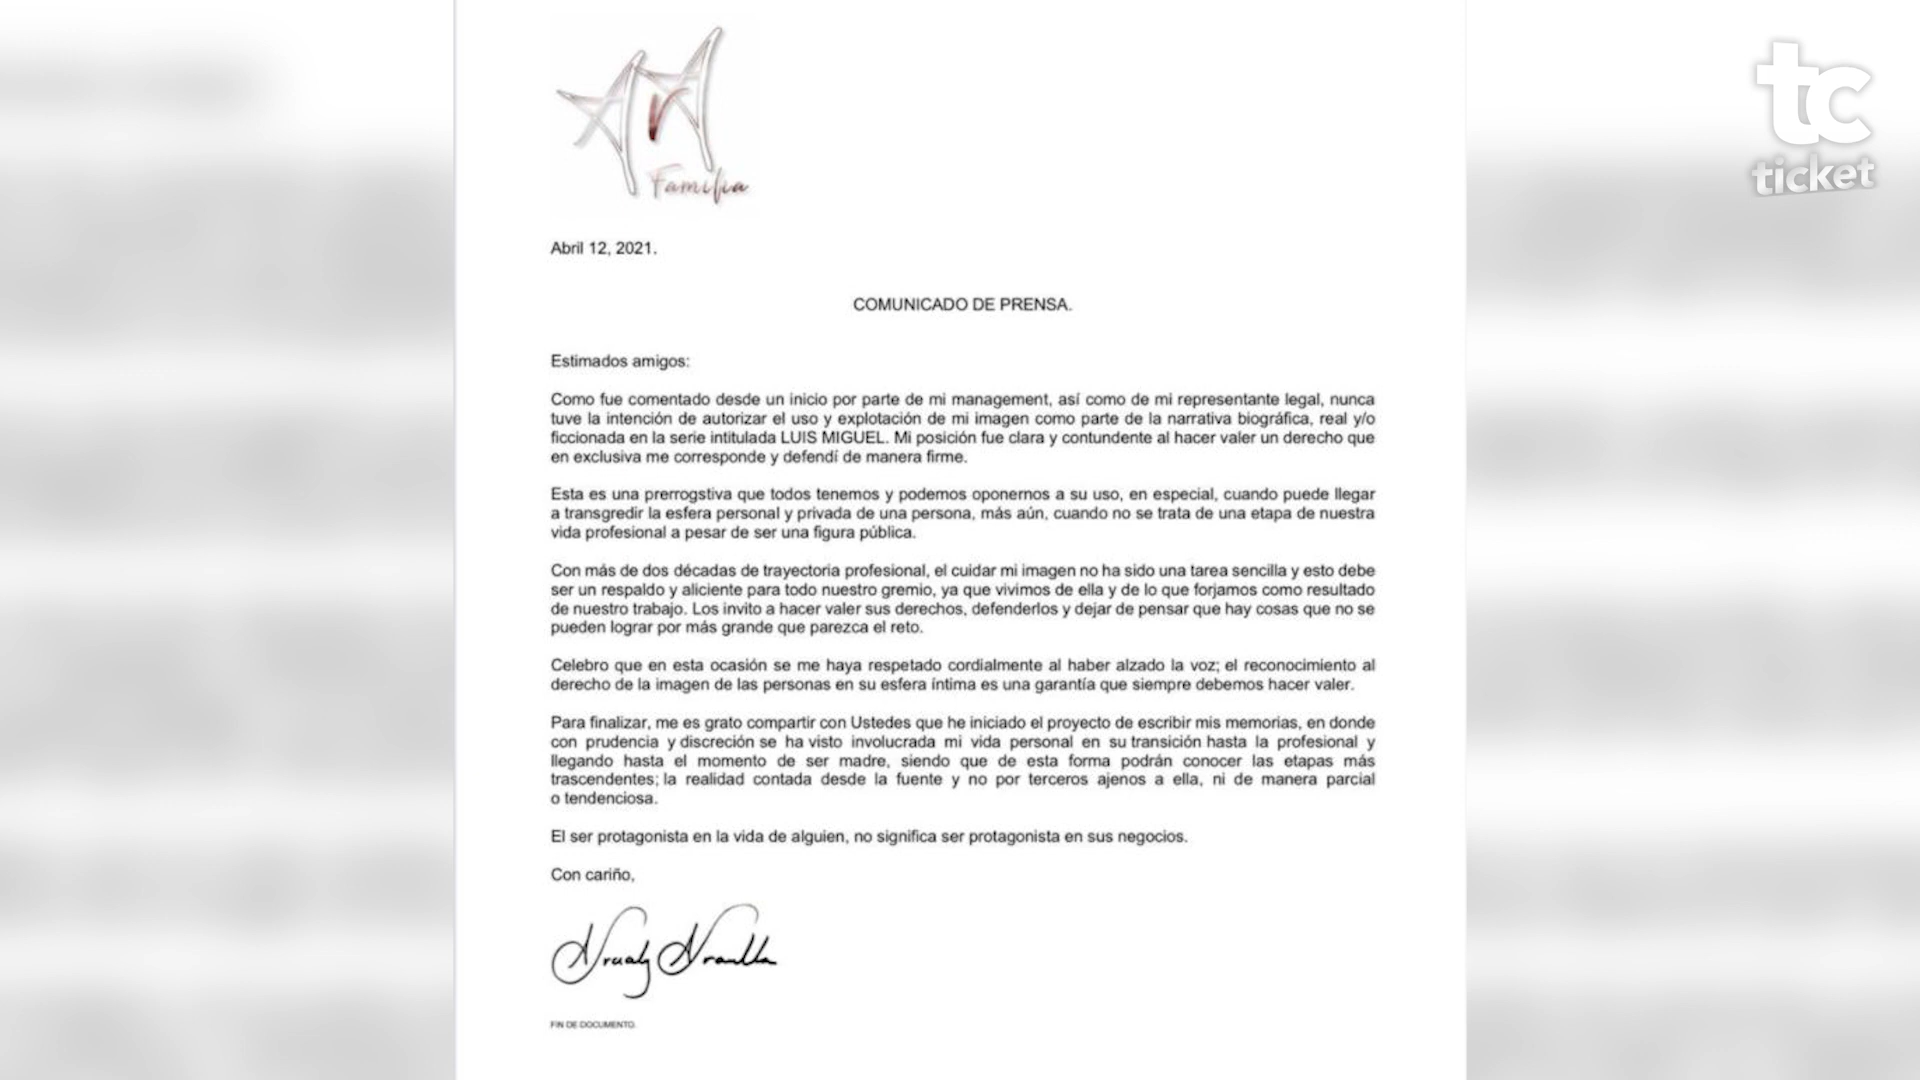 tc
ticket
Familia
Abril 12, 2021.
COMUNICADO DE PRENSA.
Estimados amigos:
Como fue comentado desde un inicio por parte de mi management, así como de mi representante legal, nunca
tuve la intención de autorizar el uso y explotación de mi imagen como parte de la narrativa biográfica, real y/o
ficcionada en la serie intitulada LUIS MIGUEL. Mi posición fue clara y contundente al hacer valer un derecho que
en exclusiva me corresponde y defendí de manera firme.
Esta es una prerrogstiva que todos tenemos y podemos oponernos a su uso, en especial, cuando puede llegar
a transgredir la esfera personal y privada de una persona, más aún, cuando no se trata de una etapa de nuestra
vida profesional a pesar de ser una figura pública.
Con más de dos décadas de trayectoria profesional, el cuidar mi imagen no ha sido una tarea sencilla y esto debe
ser un respaldo y aliciente para todo nuestro gremio, ya que vivimos de ella y de lo que forjamos como resultado
de nuestro trabajo. Los invito a hacer valer sus derechos, defenderlos y dejar de pensar que hay cosas que no se
pueden lograr por más grande que parezca el reto.
Celebro que en esta ocasión se me haya respetado cordialmente al haber alzado la voz; el reconocimiento al
derecho de la imagen de las personas en su esfera íntima es una garantía que siempre debemos hacer valer.
Para finalizar, me es grato compartir con Ustedes que he iniciado el proyecto de escribir mis memorias, en donde
con prudencia y discreción se ha visto involucrada mi vida personal en su transición hasta la profesional y
llegando hasta el momento de ser madre, siendo que de esta forma podrán conocer las etapas más
trascendentes; la realidad contada desde la fuente y no por terceros ajenos a ella, ni de manera parcial
o tendenciosa.
El ser protagonista en la vida de alguien, no significa ser protagonista en sus negocios.
Con cariño,
FIN DE DOCUMENTO.